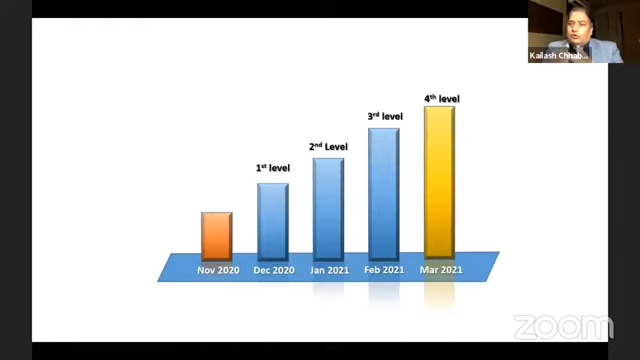 Kailash Chhab...
4th level
3rd level
2nd Level
1st level
Nov 2020 Dec 2020 Jan 2021 Feb 2021 Mar 2021
zoom